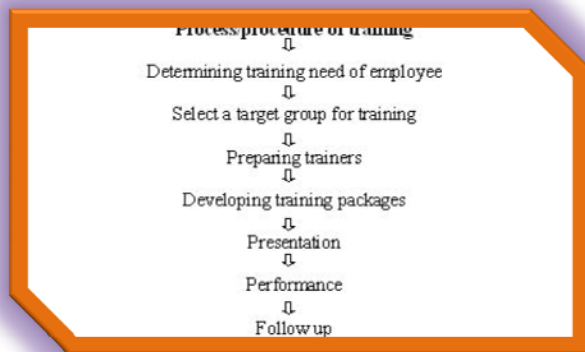 Process/procedure of training
⇩
Determining training need of employee
⇩
Select a target group for training
⇩
Preparing trainers
⇩
Developing training packages
⇩
Presentation
⇩
Performance
⇩
Follow up